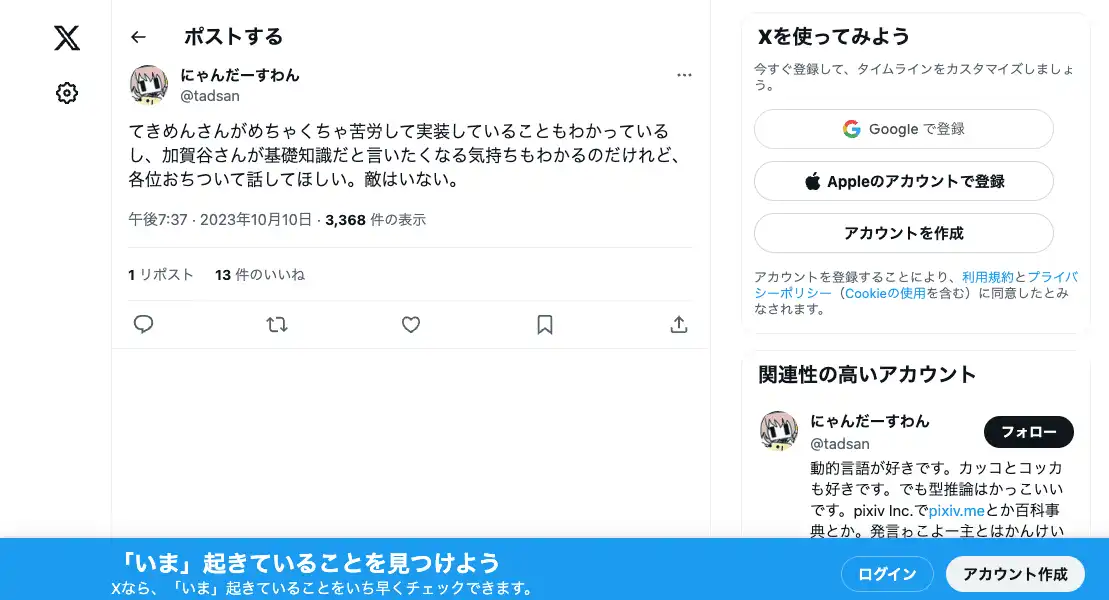 ポストする
にゃんだーすわん
@tadsan
てきめんさんがめちゃくちゃ苦労して実装していることもわかっている
し、加賀谷さんが基礎知識だと言いたくなる気持ちもわかるのだけれど、
各位おちついて話してほしい。敵はいない。
午後7:37 · 2023年10月10日 · 3,368 件の表示
1 リポスト 13 件のいいね
Xを使ってみよう
今すぐ登録して、タイムラインをカスタマイズしましょ
う。
Google で登録
Appleのアカウントで登録
アカウントを作成
アカウントを登録することにより、利用規約とプライバ
シーポリシー（Cookieの使用を含む）に同意したとみ
なされます。
関連性の高いアカウント
にゃんだーすわん
@tadsan
フォロー
動的言語が好きです。カッコとコッカ
も好きです。でも型推論はかっこいい
です。pixiv Inc.でpixiv.meとか百科事
典とか。発言ゎこよ一主とはかんけい
「いま」起きていることを見つけよう
Xなら、「いま」起きていることをいち早くチェックできます。
ログイン
アカウント作成